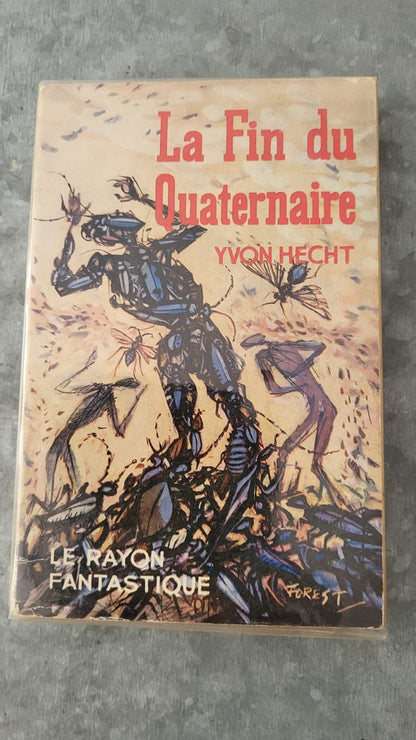 La Fin du
Quaternaire
YVON HECHT
LE RAYON
FANTASTIQUE
FOREST